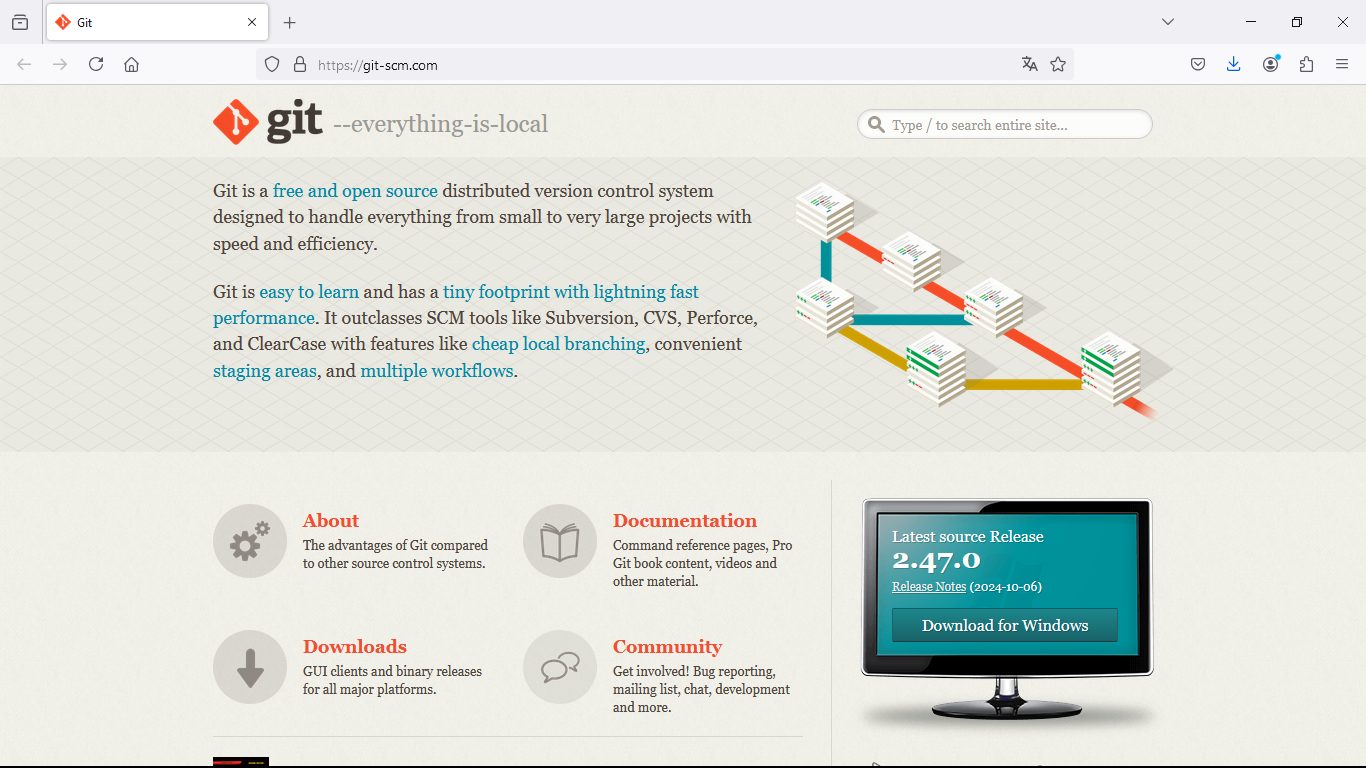 Git
https://git-scm.com
git --everything-is-local
Type / to search entire site...
Git is a free and open source distributed version control system
designed to handle everything from small to very large projects with
speed and efficiency.
Git is easy to learn and has a tiny footprint with lightning fast
performance. It outclasses SCM tools like Subversion, CVS, Perforce,
and ClearCase with features like cheap local branching, convenient
staging areas, and multiple workflows.
About
The advantages of Git compared
to other source control systems.
Documentation
Command reference pages, Pro
Git book content, videos and
other material.
Downloads
GUI clients and binary releases
for all major platforms.
Community
Get involved! Bug reporting,
mailing list, chat, development
and more.
Latest source Release
2.47.0
Release Notes (2024-10-06)
Download for Windows